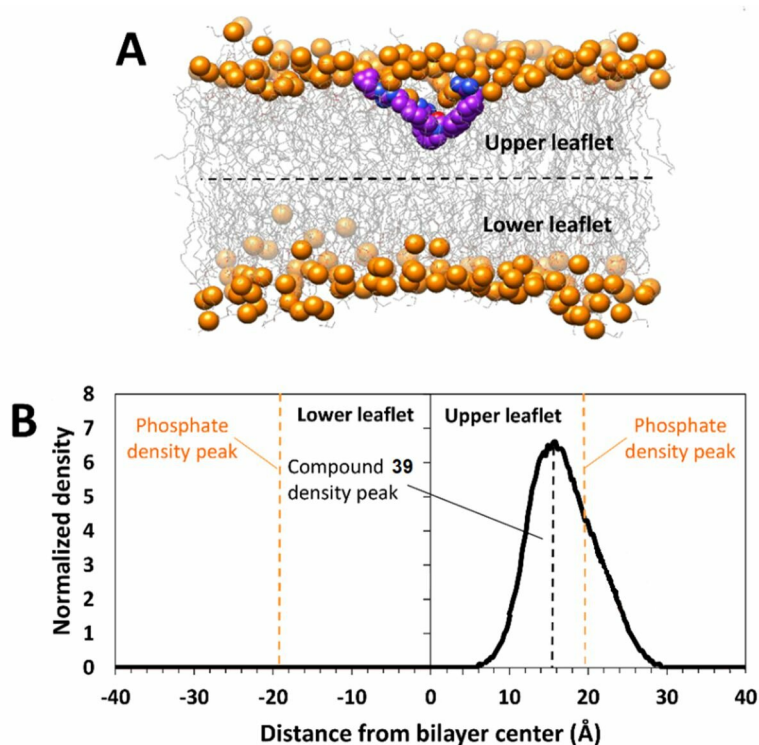 A
Upper leaflet
Lower leaflet
B
8
7
6
5
4
3
2
1
0
Normalized density
Phosphate
density peak
Lower leaflet
Upper leaflet
Phosphate
density peak
Compound 39
density peak
-40 -30 -20 -10 0 10 20 30 40
Distance from bilayer center (Å)